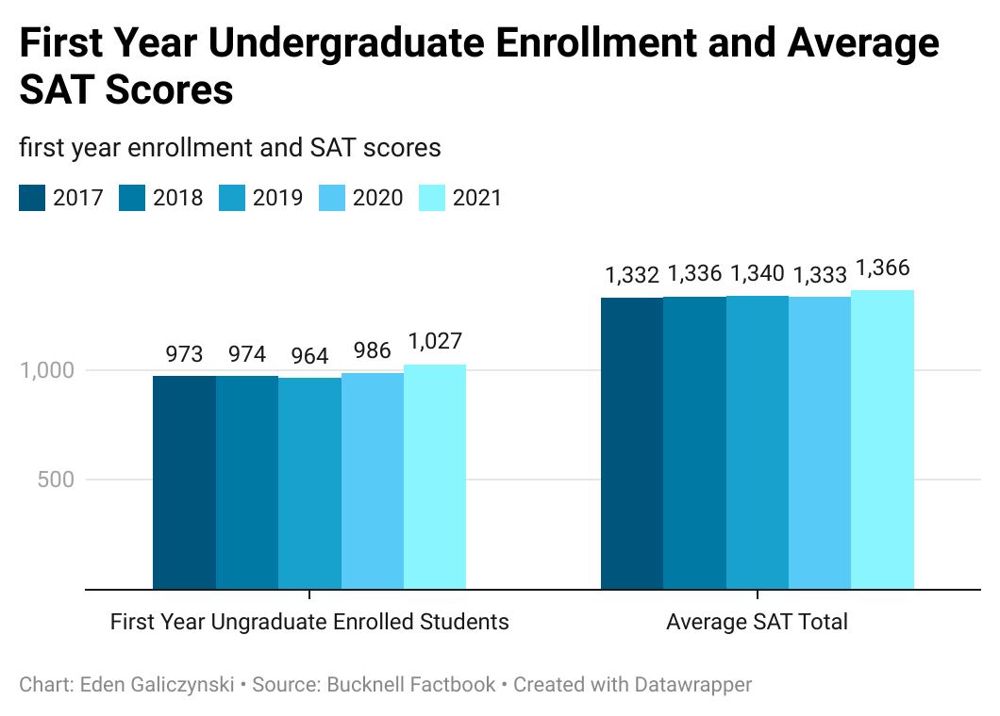 First Year Undergraduate Enrollment and Average
SAT Scores
first year enrollment and SAT scores
2017 2018 2019 2020 2021
1,332 1,336 1,340 1,333 1,366
973 974 964 986 1,027
1,000
500
First Year Ungraduate Enrolled Students
Average SAT Total
Chart: Eden Galiczynski • Source: Bucknell Factbook • Created with Datawrapper